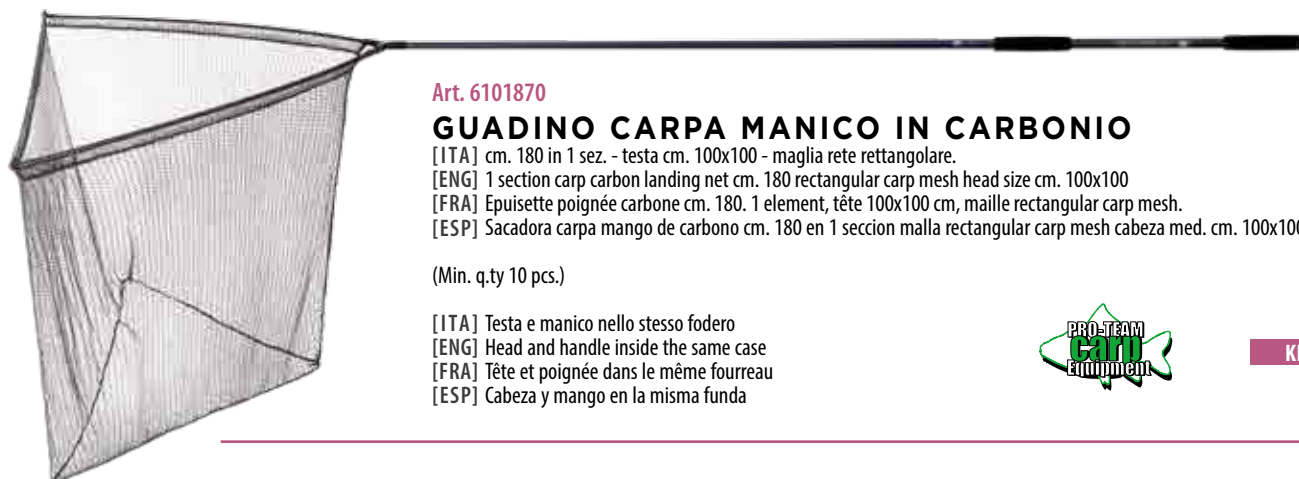 Art. 6101870
GUADINO CARPA MANICO IN CARBONIO
[ITA] cm. 180 in 1 sez. - testa cm. 100x100 - maglia rete rettangolare.
[ENG] 1 section carp carbon landing net cm. 180 rectangular carp mesh head size cm. 100x100
[FRA] Epuisette poignée carbone cm. 180. 1 element, tête 100x100 cm, maille rectangular carp mesh.
[ESP] Sacadora carpa mango de carbono cm. 180 en 1 seccion malla rectangular carp mesh cabeza med. cm. 100x100
(Min. q.ty 10 pcs.)
[ITA] Testa e manico nello stesso fodero
[ENG] Head and handle inside the same case
[FRA] Tête et poignée dans le même fourreau
[ESP] Cabeza y mango en la misma funda
PRO-TEAM
carp
Equipment